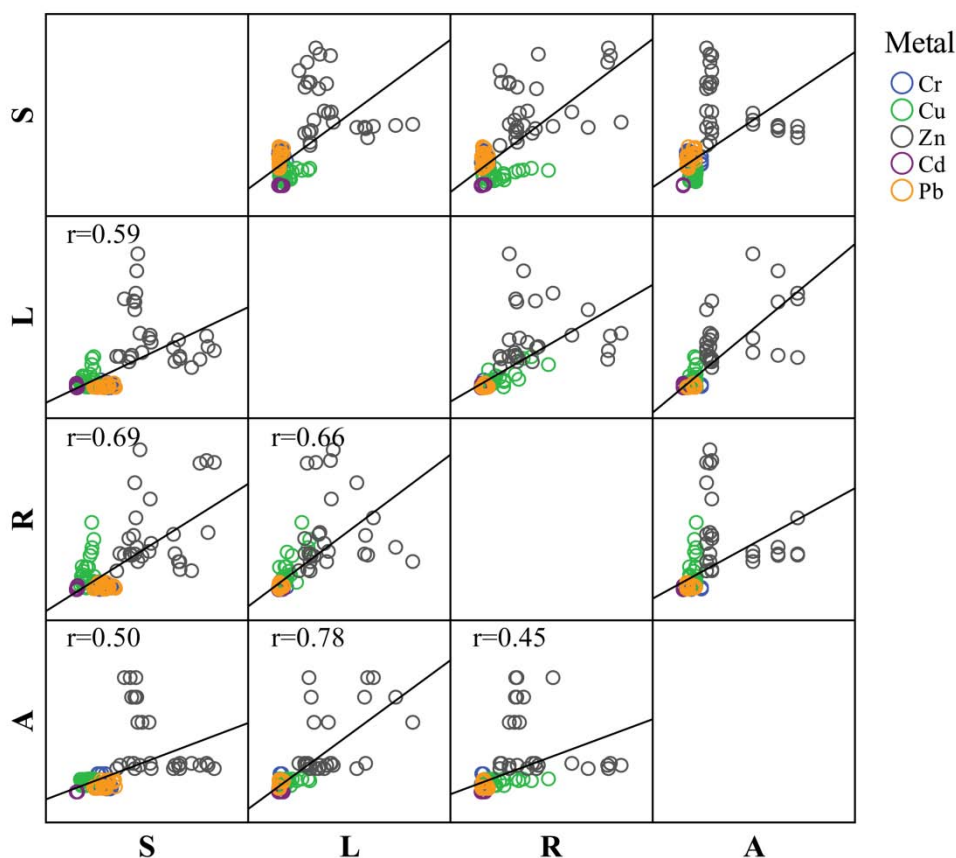 Metal
Cr
Cu
Zn
Cd
Pb
S
L
r=0.59
R
r=0.69
r=0.66
A
r=0.50
r=0.78
r=0.45
S
L
R
A